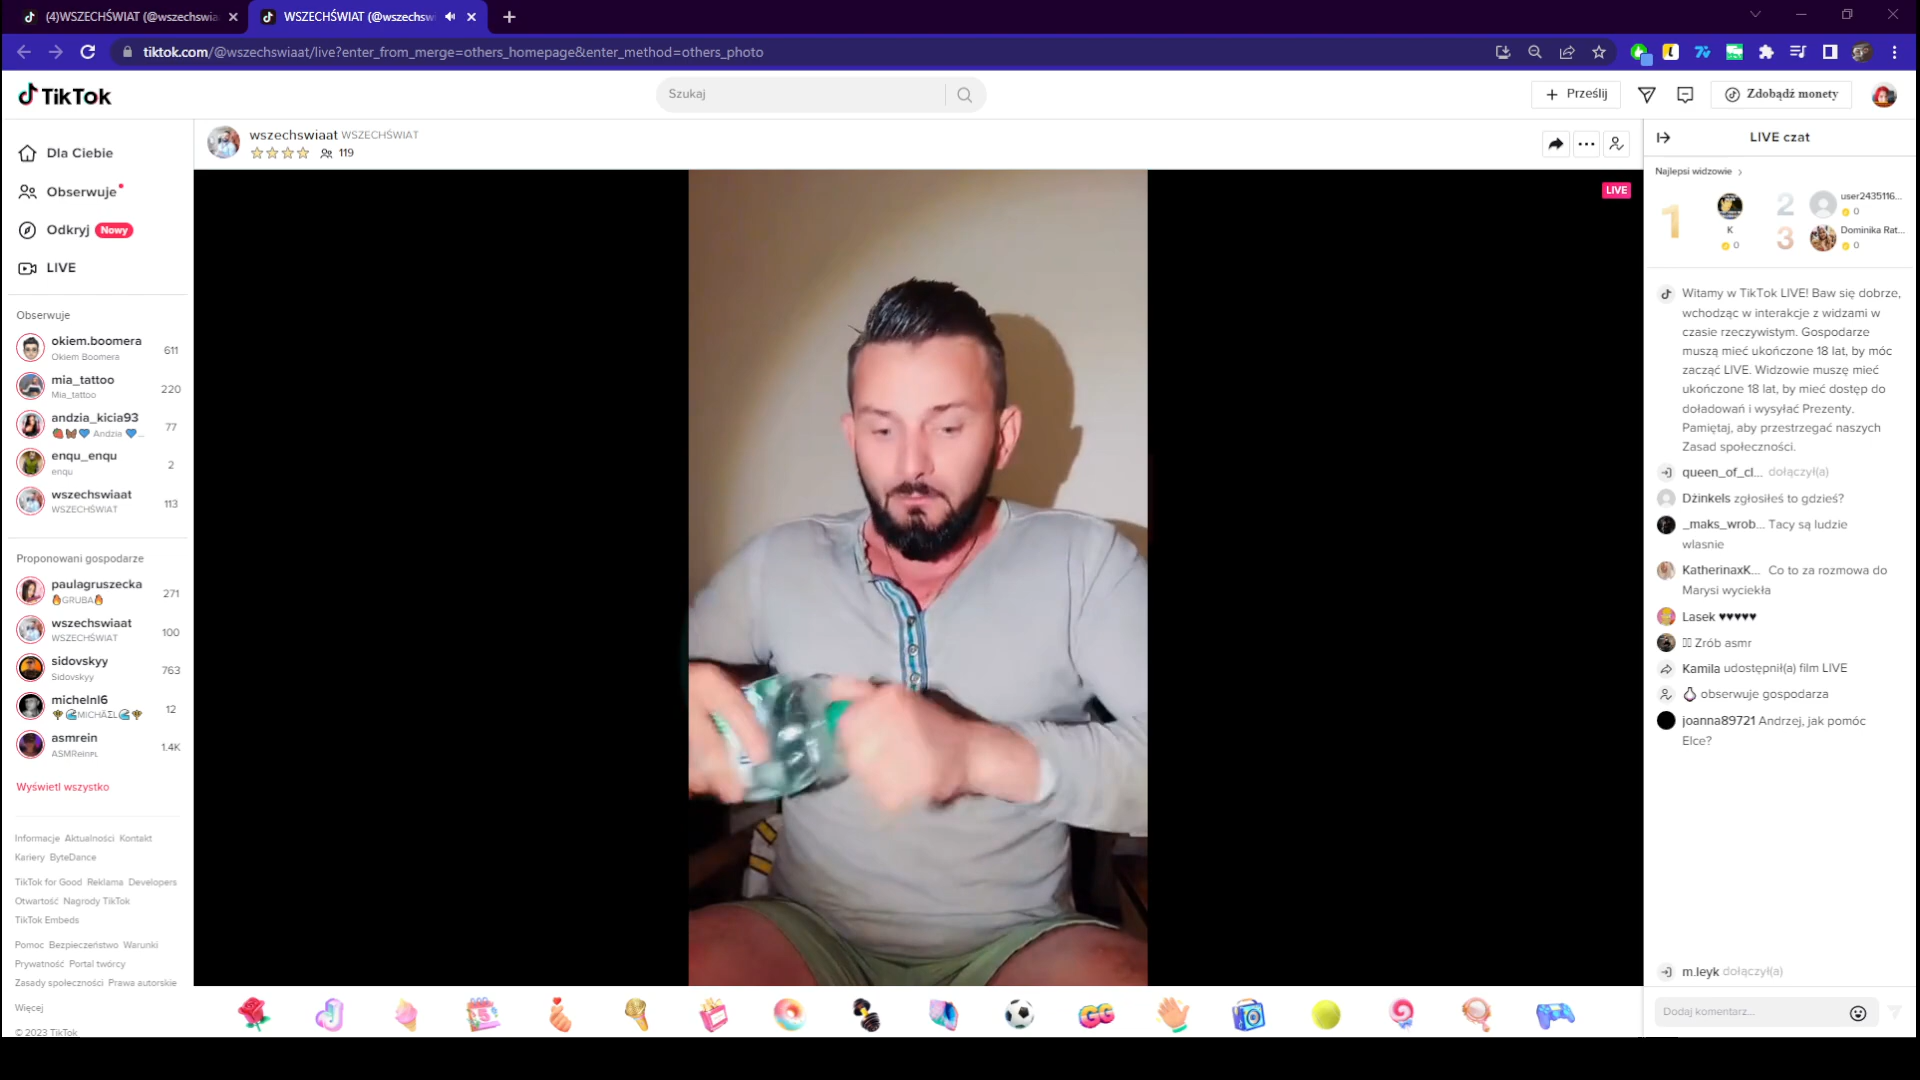 (4)WSZECHŚWIAT (@wszechswia
WSZECHŚWIAT (@wszechsw
tiktok.com/@wszechswiaat/live?enter_from_merge=others_homepage&enter_method=others_photo
TikTok
Szukaj
Prześlij
Zdobądź monety
Dla Ciebie
Obserwuje
Odkryj Nowy
LIVE
Obserwuje
okiem.boomera
Okiem Boomera
611
mia_tattoo
Mia_tattoo
220
andzia_kicia93
🍓🦋💙 Andzia 💙...
77
enqu_enqu
enqu
2
wszechswiaat
WSZECHŚWIAT
113
Proponowani gospodarze
paulagruszecka
🔥GRUBA🔥
271
wszechswiaat
WSZECHŚWIAT
100
sidovskyy
Sidovskyy
763
michelnl6
12
asmrein
ASMReinPL
1.4K
Wyświetl wszystko
Informacje Aktualności Kontakt
Kariery ByteDance
TikTok for Good Reklama Developers
Otwartość Nagrody TikTok
TikTok Embeds
Pomoc Bezpieczeństwo Warunki
Prywatność Portal twórcy
Zasady społeczności Prawa autorskie
Więcej
© 2023 TikTok
wszechswiaat WSZECHŚWIAT
119
LIVE
GG
LIVE czat
Najlepsi widzowie
1
K
0
2
user2435116...
0
3
Dominika Rat...
0
Witamy w TikTok LIVE! Baw się dobrze,
wchodząc w interakcje z widzami w
czasie rzeczywistym. Gospodarze
muszą mieć ukończone 18 lat, by móc
zacząć LIVE. Widzowie muszę mieć
ukończone 18 lat, by mieć dostęp do
doładowań i wysyłać Prezenty.
Pamiętaj, aby przestrzegać naszych
Zasad społeczności.
queen_of_cl... dołączył(a)
Dżinkels zgłosiłeś to gdzieś?
_maks_wrob... Tacy są ludzie
wlasnie
KatherinaxK... Co to za rozmowa do
Marysi wyciekła
Lasek ♥♥♥♥♥
Zrób asmr
Kamila udostępnił(a) film LIVE
obserwuje gospodarza
joanna89721 Andrzej, jak pomóc
Elce?
m.leyk dołączył(a)
Dodaj komentarz...